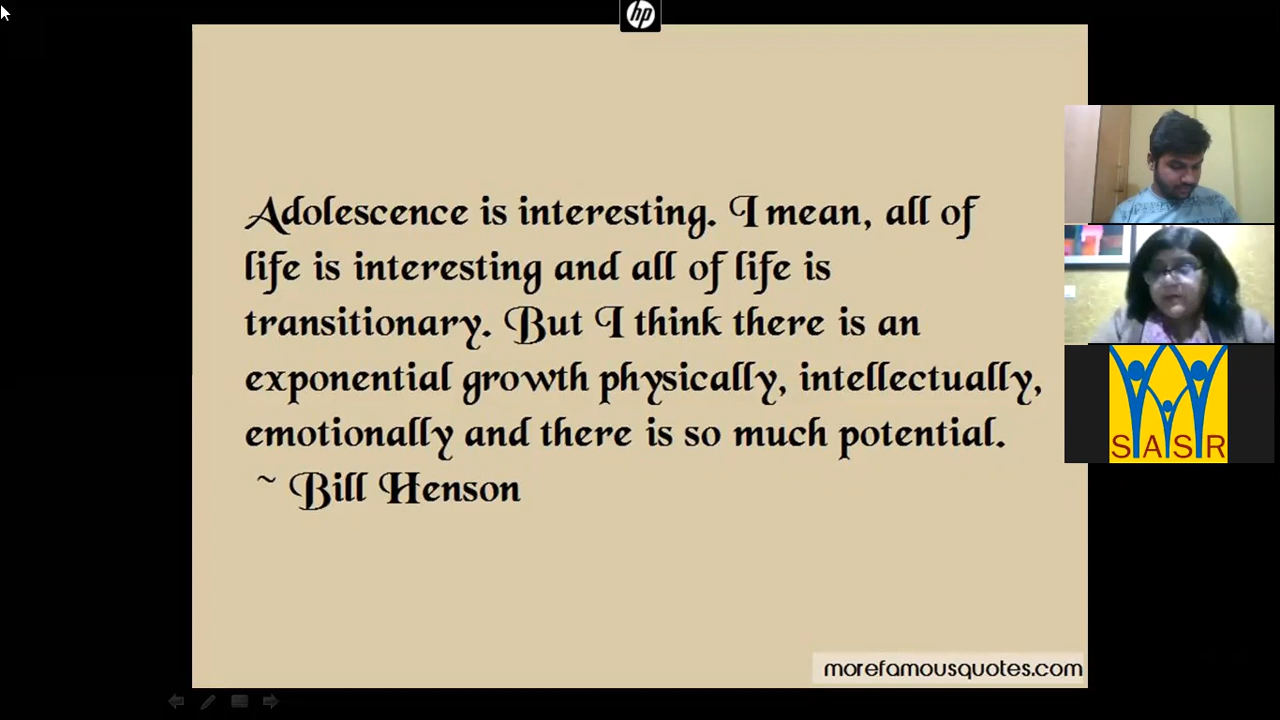 hp
Adolescence is interesting. I mean, all of
life is interesting and all of life is
transitionary. But I think there is an
exponential growth physically, intellectually,
emotionally and there is so much potential.
~ Bill Henson
morefamousquotes.com
SASR